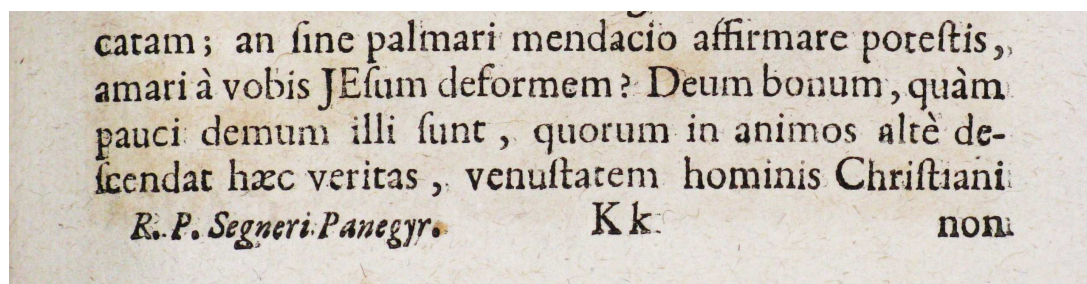 catam; an ſine palmari mendacio affirmare poteſtis,
amari à vobis JEſum deformem? Deum bonum, quàm
pauci demum illi ſunt, quorum in animos altè de-
ſcendat hæc veritas, venuſtatem hominis Chriſtiani
R. P. Segneri Panegyr. K k non